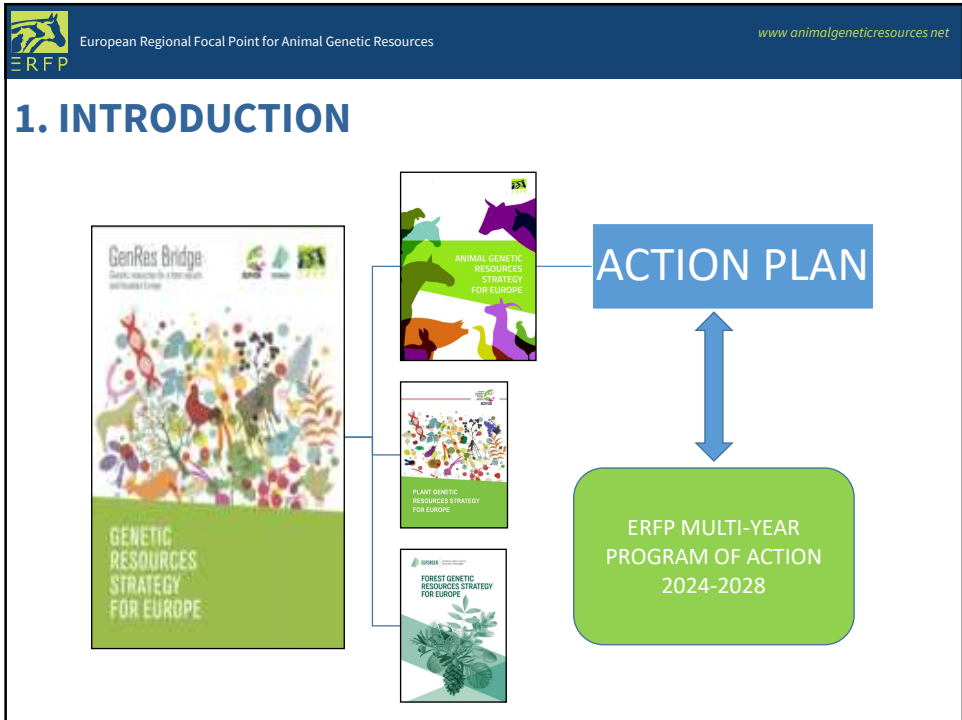 ERFP
European Regional Focal Point for Animal Genetic Resources
www animalgeneticresources net
1. INTRODUCTION
GenRes Bridge
GENETIC
RESOURCES
STRATEGY
FOR EUROPE
ANIMAL GENETIC
RESOURCES
STRATEGY
FOR EUROPE
PLANT GENETIC
RESOURCES STRATEGY
FOR EUROPE
EUFORGEN
FOREST GENETIC
RESOURCES STRATEGY
FOR EUROPE
ACTION PLAN
ERFP MULTI-YEAR
PROGRAM OF ACTION
2024-2028